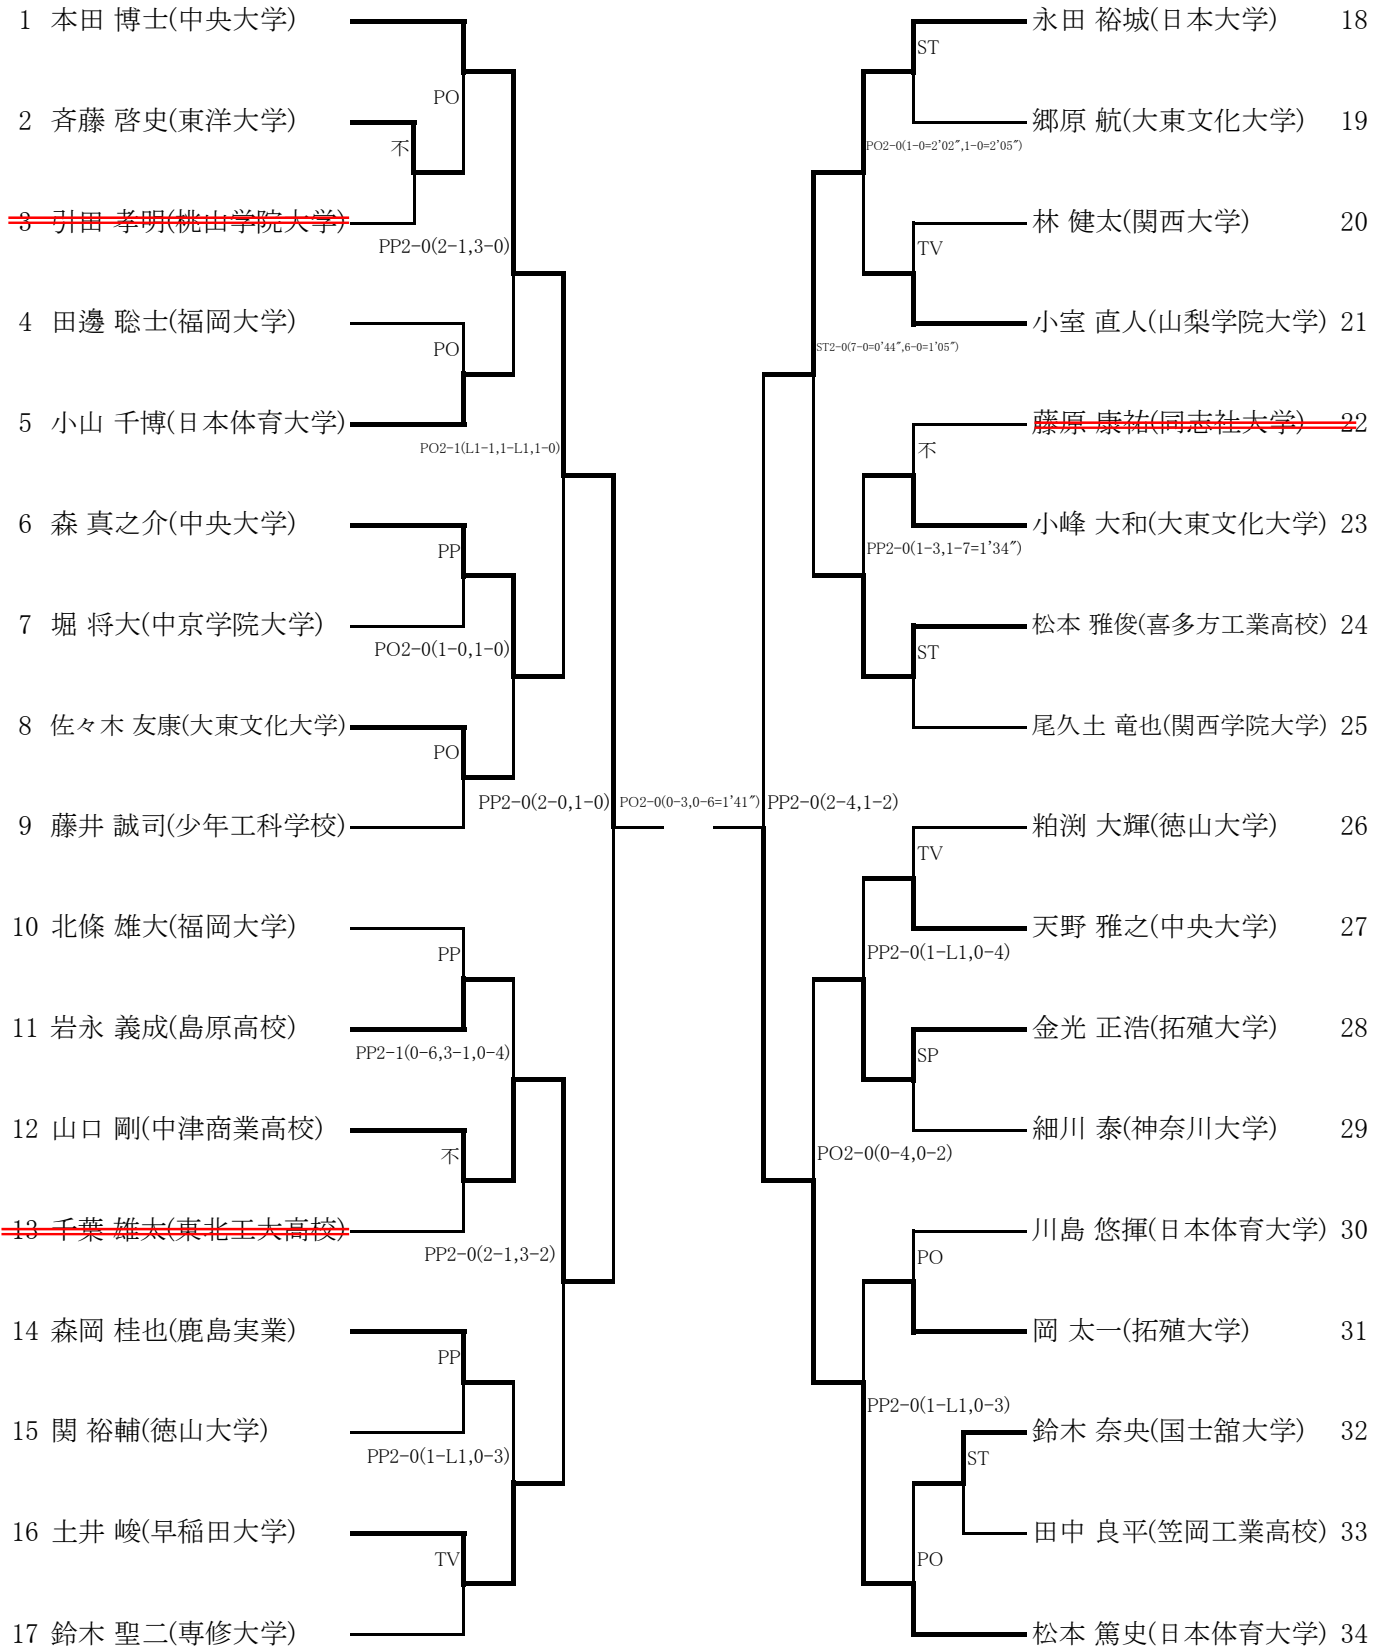 1 本田 博士(中央大学)
2 斉藤 啓史(東洋大学)
3 引田 孝明(桃山学院大学)
4 田邊 聡士(福岡大学)
5 小山 千博(日本体育大学)
6 森 真之介(中央大学)
7 堀 将大(中京学院大学)
8 佐々木 友康(大東文化大学)
9 藤井 誠司(少年工科学校)
10 北條 雄大(福岡大学)
11 岩永 義成(島原高校)
12 山口 剛(中津商業高校)
13 千葉 雄太(東北工大高校)
14 森岡 桂也(鹿島実業)
15 関 裕輔(徳山大学)
16 土井 峻(早稲田大学)
17 鈴木 聖二(専修大学)
PO
不
PP2-0(2-1,3-0)
PO
PO2-1(L1-1,1-L1,1-0)
PP
PO2-0(1-0,1-0)
PO
PP2-0(2-0,1-0)
PP
PP2-1(0-6,3-1,0-4)
不
PP2-0(2-1,3-2)
PP
PP2-0(1-L1,0-3)
TV
PO2-0(0-3,0-6=1'41")
永田 裕城(日本大学) 18
郷原 航(大東文化大学) 19
林 健太(関西大学) 20
小室 直人(山梨学院大学) 21
藤原 康祐(同志社大学) 22
小峰 大和(大東文化大学) 23
松本 雅俊(喜多方工業高校) 24
尾久土 竜也(関西学院大学) 25
粕渕 大輝(徳山大学) 26
天野 雅之(中央大学) 27
金光 正浩(拓殖大学) 28
細川 泰(神奈川大学) 29
川島 悠揮(日本体育大学) 30
岡 太一(拓殖大学) 31
鈴木 奈央(国士舘大学) 32
田中 良平(笠岡工業高校) 33
松本 篤史(日本体育大学) 34
ST
PO2-0(1-0=2'02",1-0=2'05")
TV
ST2-0(7-0=0'44",6-0=1'05")
不
PP2-0(1-3,1-7=1'34")
ST
PP2-0(2-4,1-2)
TV
PP2-0(1-L1,0-4)
SP
PO2-0(0-4,0-2)
PO
PP2-0(1-L1,0-3)
ST
PO